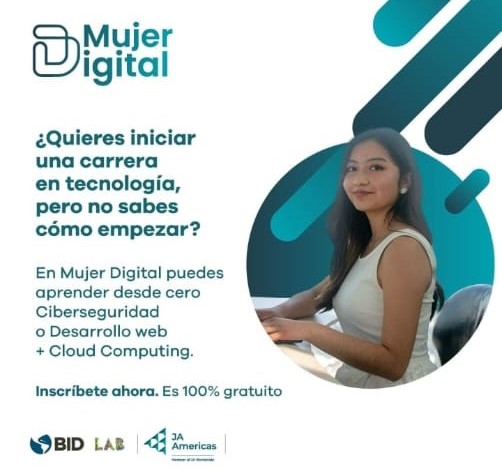 Mujer
Digital
¿Quieres iniciar
una carrera
en tecnología,
pero no sabes
cómo empezar?
En Mujer Digital puedes
aprender desde cero
Ciberseguridad
o Desarrollo web
+ Cloud Computing.
Inscríbete ahora. Es 100% gratuito
BID LAB JA
Americas